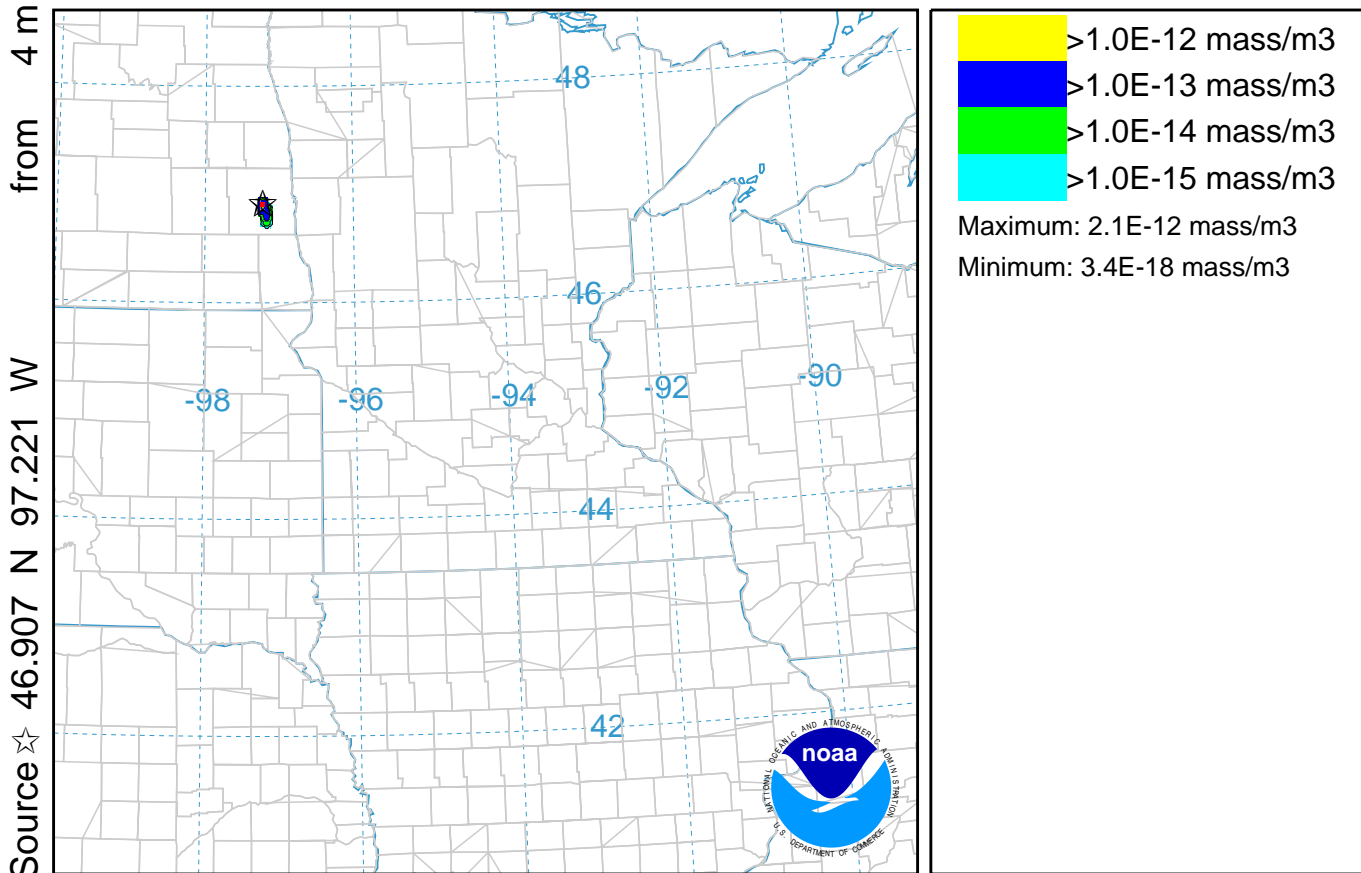 Source ☆ 46.907 N 97.221 W from 4 m
48
46
-98
-96
-94
-92
-90
44
42
NATIONAL OCEANIC AND ATMOSPHERIC ADMINISTRATION
noaa
U.S. DEPARTMENT OF COMMERCE
>1.0E-12 mass/m3
>1.0E-13 mass/m3
>1.0E-14 mass/m3
>1.0E-15 mass/m3
Maximum: 2.1E-12 mass/m3
Minimum: 3.4E-18 mass/m3